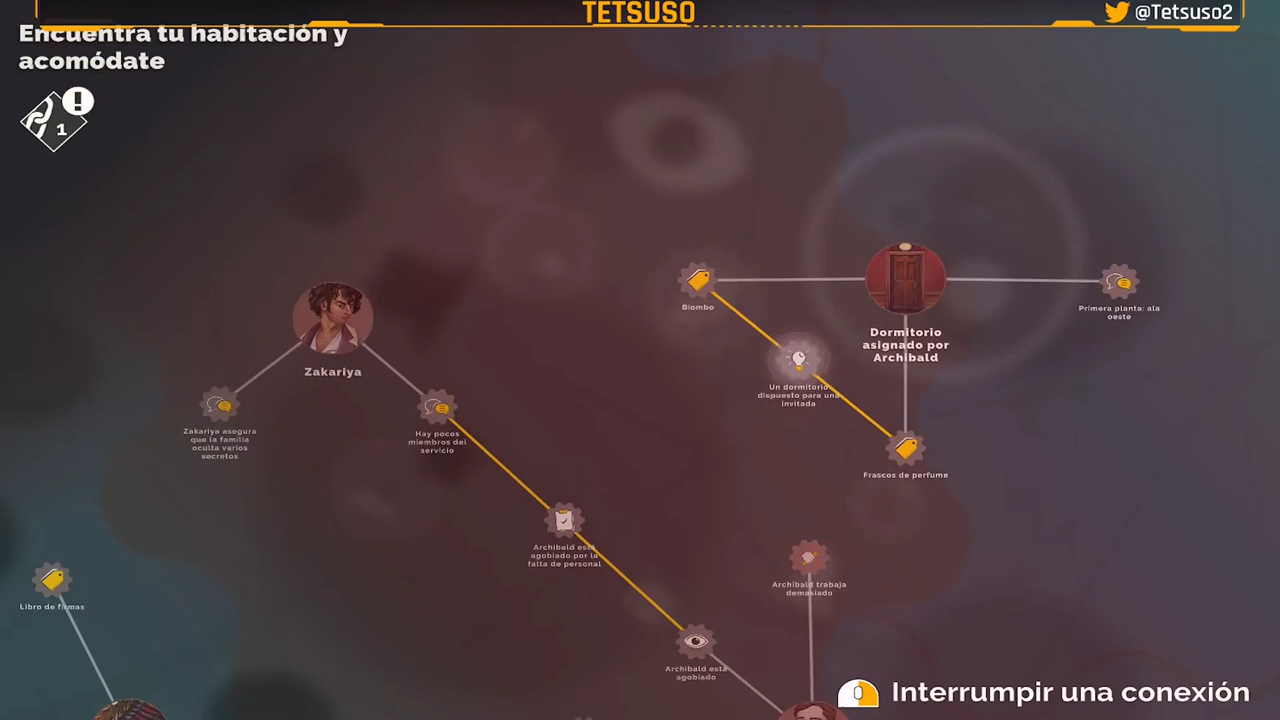 TETSUSO
@Tetsuso2
Encuentra tu habitación y
acomódate
1
Biombo
Primera planta: ala
oeste
Dormitorio
asignado por
Archibald
Zakariya
Un dormitorio
dispuesto para una
invitada
Zakariya asegura
que la familia
oculta varios
secretos
Hay pocos
miembros del
servicio
Frascos de perfume
Archibald está
agobiado por la
falta de personal
Archibald trabaja
demasiado
Libro de firmas
Archibald está
agobiado
Interrumpir una conexión